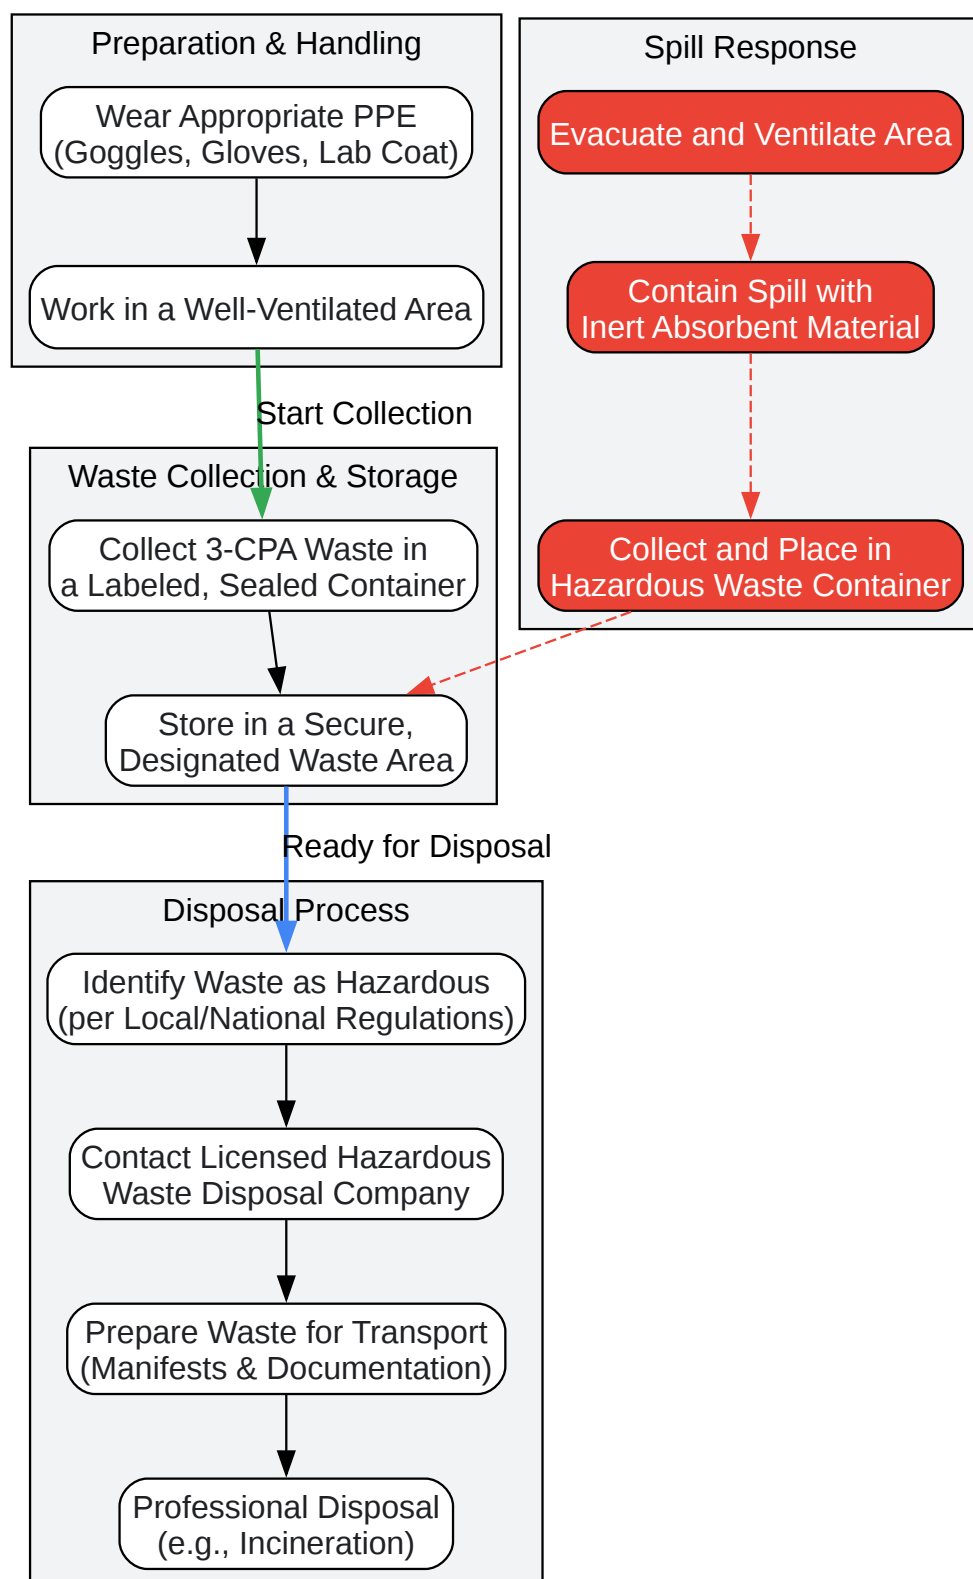 Preparation & Handling
Wear Appropriate PPE
(Goggles, Gloves, Lab Coat)
Work in a Well-Ventilated Area
Start Collection
Waste Collection & Storage
Collect 3-CPA Waste in
a Labeled, Sealed Container
Store in a Secure,
Designated Waste Area
Ready for Disposal
Disposal Process
Identify Waste as Hazardous
(per Local/National Regulations)
Contact Licensed Hazardous
Waste Disposal Company
Prepare Waste for Transport
(Manifests & Documentation)
Professional Disposal
(e.g., Incineration)
Spill Response
Evacuate and Ventilate Area
Contain Spill with
Inert Absorbent Material
Collect and Place in
Hazardous Waste Container